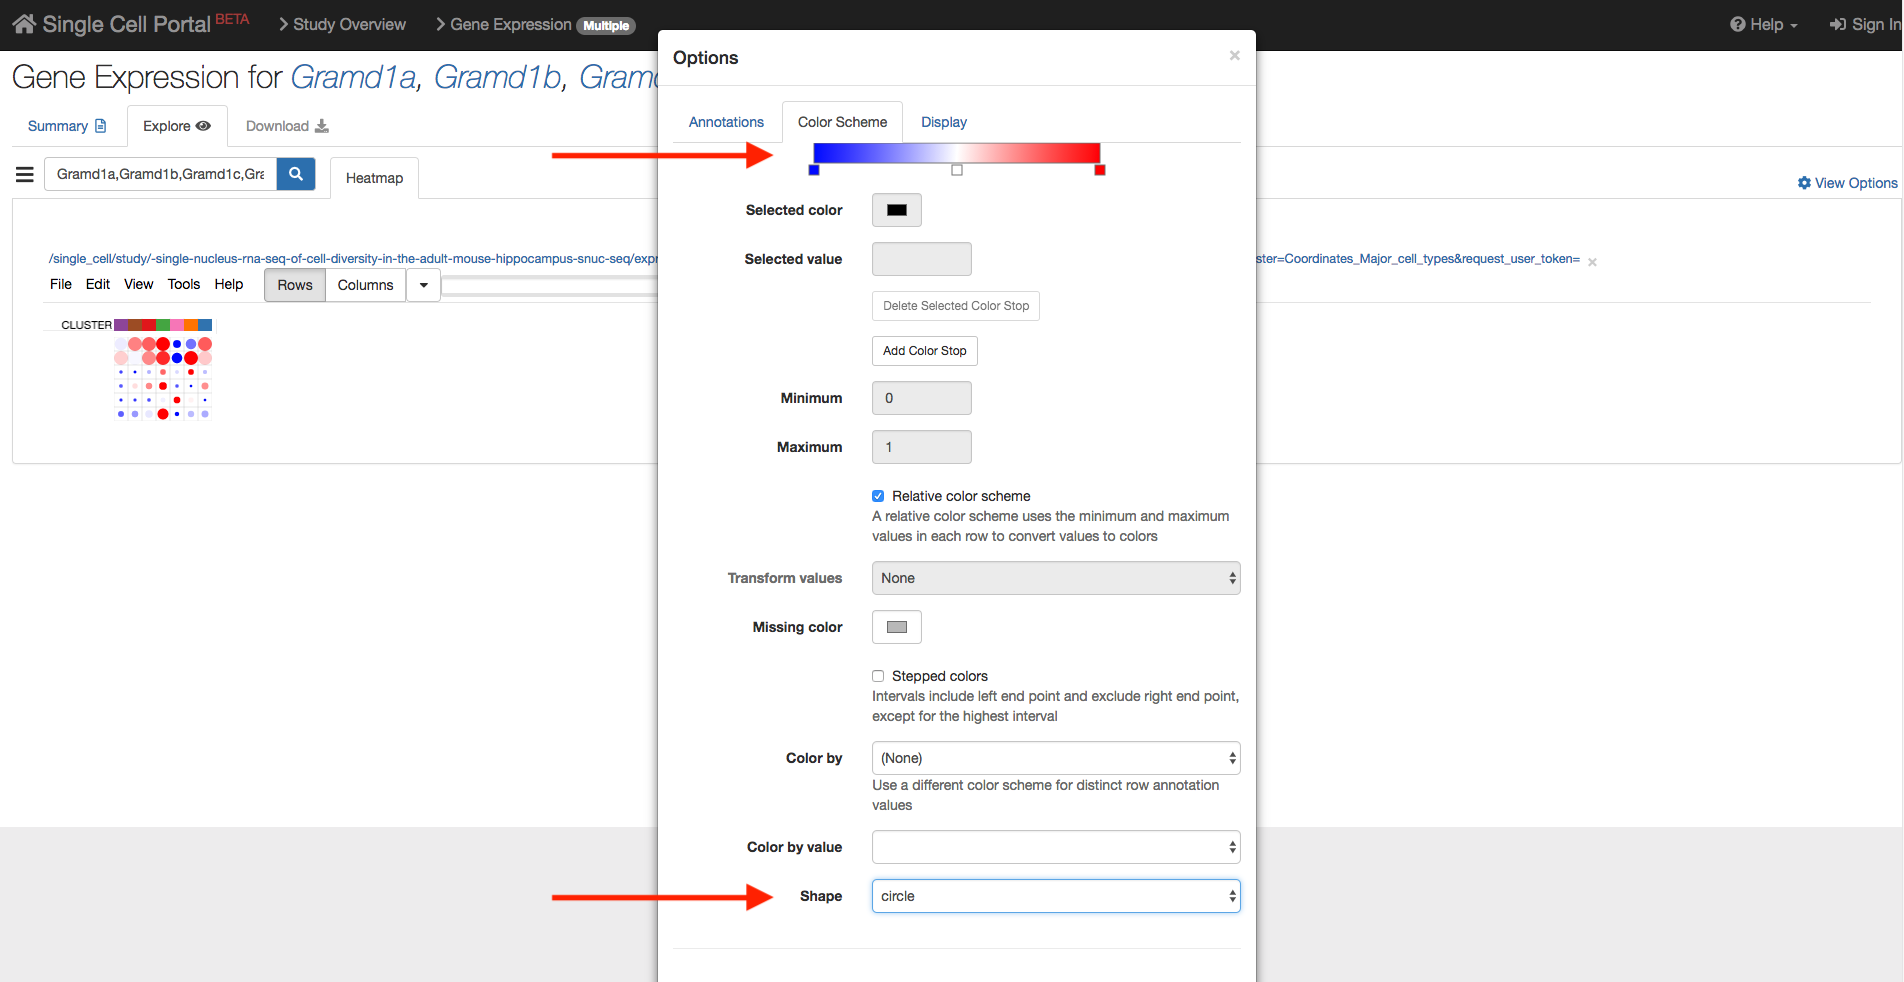 Single Cell Portal BETA
Study Overview
Gene Expression Multiple
Help
Sign In
Gene Expression for Gramd1a, Gramd1b, Gramd
Summary
Explore
Download
Gramd1a,Gramd1b,Gramd1c,Gra
Heatmap
View Options
/single_cell/study/-single-nucleus-rna-seq-of-cell-diversity-in-the-adult-mouse-hippocampus-snuc-seq/expr
ster=Coordinates_Major_cell_types&request_user_token=
File Edit View Tools Help
Rows Columns
CLUSTER
Options
Annotations Color Scheme Display
Selected color
Selected value
Delete Selected Color Stop
Add Color Stop
Minimum 0
Maximum 1
Relative color scheme
A relative color scheme uses the minimum and maximum
values in each row to convert values to colors
Transform values None
Missing color
Stepped colors
Intervals include left end point and exclude right end point,
except for the highest interval
Color by (None)
Use a different color scheme for distinct row annotation
values
Color by value
Shape circle